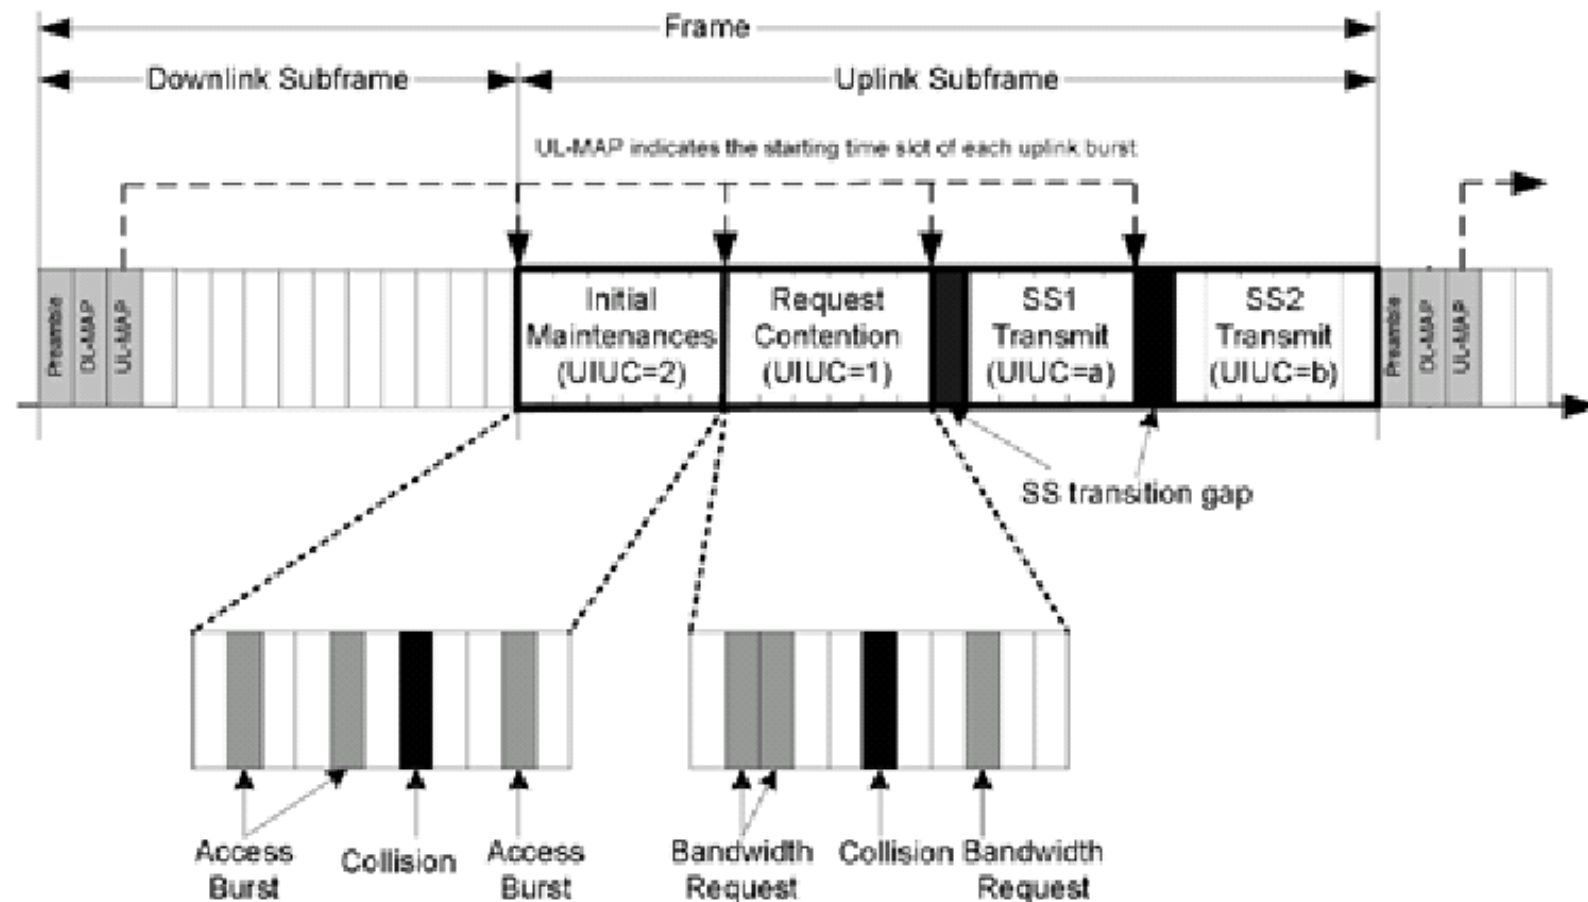 Frame
Downlink Subframe
Uplink Subframe
UL-MAP indicates the starting time slot of each uplink burst
Preamble
DL-MAP
UL-MAP
Initial
Maintenances
(UIUC=2)
Request
Contention
(UIUC=1)
SS1
Transmit
(UIUC=a)
SS2
Transmit
(UIUC=b)
Preamble
DL-MAP
UL-MAP
SS transition gap
Access
Burst
Collision
Access
Burst
Bandwidth
Request
Collision
Bandwidth
Request